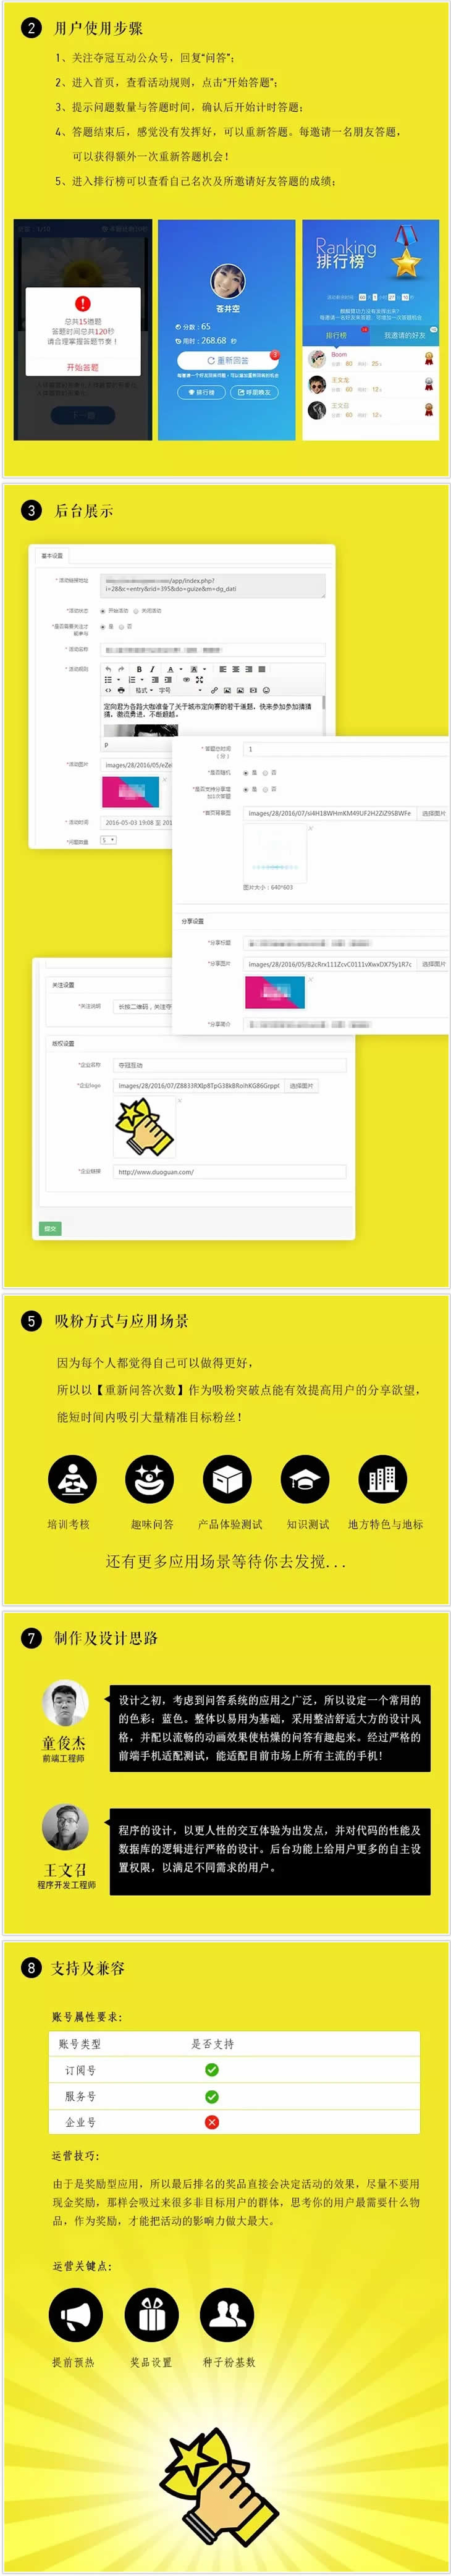 2 用户使用步骤
1、关注夺冠互动公众号，回复“问答”；
2、进入首页，查看活动规则，点击“开始答题”；
3、提示问题数量与答题时间，确认后开始计时答题；
4、答题结束后，感觉没有发挥好，可以重新答题。每邀请一名朋友答题，
可以获得额外一次重新答题机会！
5、进入排行榜可以查看自己名次及所邀请好友答题的成绩；
总共15道题
答题时间总共120秒
请合理掌握答题节奏！
开始答题
下一题
苍井空
分数：65
用时：268.68 秒
重新回答
排行榜
呼朋唤友
Ranking
排行榜
排行榜
我邀请的好友
Boom
王文龙
王文召
3 后台展示
基本设置
*活动链接地址
/app/index.php?
i=28&c=entry&rid=395&do=guize&m=dg_dati
*活动状态 开始活动 关闭活动
*是否需要关注才能参与 是 否
*活动名称
*活动规则
格式 字号
定向君为各路大咖准备了关于城市定向赛的若干谜题，快来参加参加猜猜
猜，激流勇进，不断翻越。
p
*活动图片
*活动时间 2016-05-03 19:08 至 201
*问题数量 5
*答题总时间（分） 1
*是否随机 是 否
*是否支持分享增加1次答题 是 否
*首页背景图 选择图片
图片大小：640*603
分享设置
*分享标题
*分享图片 选择图片
*分享简介
关注设置
*关注说明 长按二维码，关注夺
版权设置
*企业名称 夺冠互动
*企业logo 选择图片
*企业链接 http://www.duoguan.com/
提交
5 吸粉方式与应用场景
因为每个人都觉得自己可以做得更好，
所以以【重新问答次数】作为吸粉突破点能有效提高用户的分享欲望，
能短时间内吸引大量精准目标粉丝！
培训考核 趣味问答 产品体验测试 知识测试 地方特色与地标
还有更多应用场景等待你去发掘...
7 制作及设计思路
童俊杰
前端工程师
设计之初，考虑到问答系统的应用之广泛，所以设定一个常用的
的色彩：蓝色。整体以易用为基础，采用整洁舒适大方的设计风
格，并配以流畅的动画效果使枯燥的问答有趣起来。经过严格的
前端手机适配测试，能适配目前市场上所有主流的手机！
王文召
程序开发工程师
程序的设计，以更人性的交互体验为出发点，并对代码的性能及
数据库的逻辑进行严格的设计。后台功能上给用户更多的自主设
置权限，以满足不同需求的用户。
8 支持及兼容
账号属性要求：
账号类型 是否支持
订阅号
服务号
企业号
运营技巧：
由于是奖励型应用，所以最后排名的奖品直接会决定活动的效果，尽量不要用
现金奖励，那样会吸过来很多非目标用户的群体，思考你的用户最需要什么物
品，作为奖励，才能把活动的影响力做大最大。
运营关键点：
提前预热 奖品设置 种子粉基数